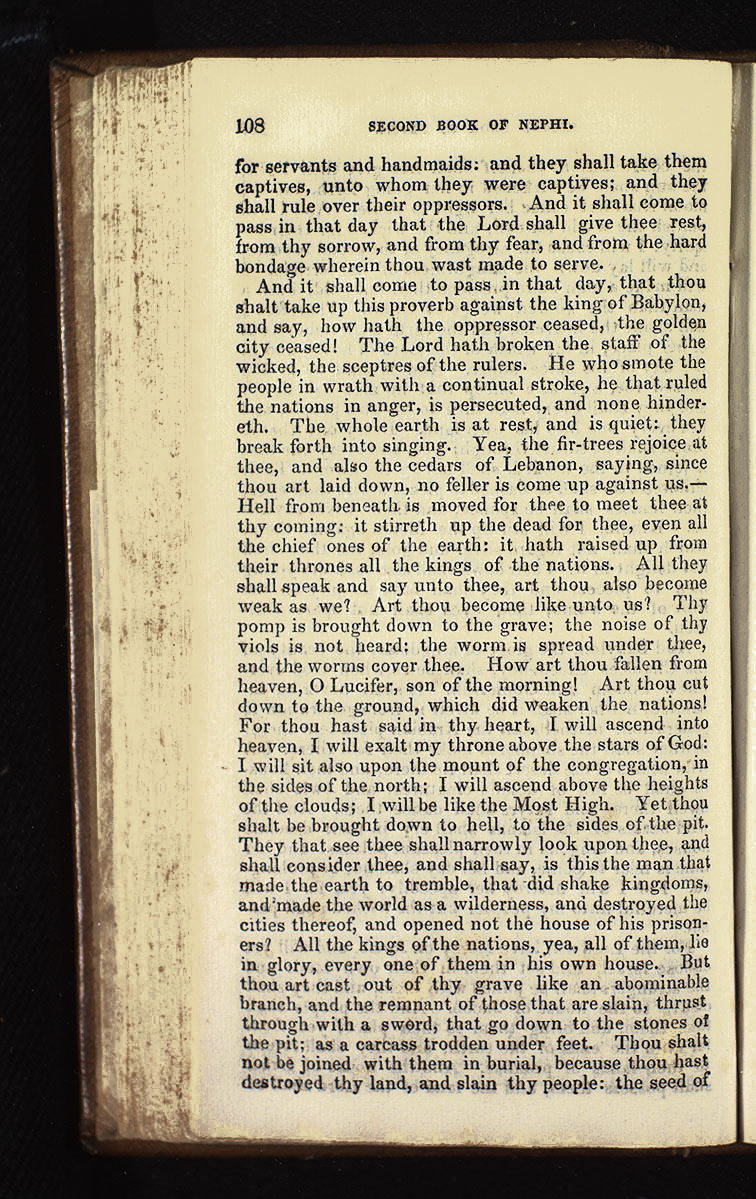 108 SECOND BOOK OF NEPHI.
for servants and handmaids: and they shall take them
captives, unto whom they were captives; and they
shall rule over their oppressors. And it shall come to
pass in that day that the Lord shall give thee rest,
from thy sorrow, and from thy fear, and from the hard
bondage wherein thou wast made to serve.
And it shall come to pass in that day, that thou
shalt take up this proverb against the king of Babylon,
and say, how hath the oppressor ceased, the golden
city ceased! The Lord hath broken the staff of the
wicked, the sceptres of the rulers. He who smote the
people in wrath with a continual stroke, he that ruled
the nations in anger, is persecuted, and none hinder-
eth. The whole earth is at rest, and is quiet: they
break forth into singing. Yea, the fir-trees rejoice at
thee, and also the cedars of Lebanon, saying, since
thou art laid down, no feller is come up against us.—
Hell from beneath is moved for thee to meet thee at
thy coming: it stirreth up the dead for thee, even all
the chief ones of the earth: it hath raised up from
their thrones all the kings of the nations. All they
shall speak and say unto thee, art thou also become
weak as we? Art thou become like unto us? Thy
pomp is brought down to the grave; the noise of thy
viols is not heard: the worm is spread under thee,
and the worms cover thee. How art thou fallen from
heaven, O Lucifer, son of the morning! Art thou cut
down to the ground, which did weaken the nations!
For thou hast said in thy heart, I will ascend into
heaven, I will exalt my throne above the stars of God:
I will sit also upon the mount of the congregation, in
the sides of the north; I will ascend above the heights
of the clouds; I will be like the Most High. Yet thou
shalt be brought down to hell, to the sides of the pit.
They that see thee shall narrowly look upon thee, and
shall consider thee, and shall say, is this the man that
made the earth to tremble, that did shake kingdoms,
and made the world as a wilderness, and destroyed the
cities thereof, and opened not the house of his prison-
ers? All the kings of the nations, yea, all of them, lie
in glory, every one of them in his own house. But
thou art cast out of thy grave like an abominable
branch, and the remnant of those that are slain, thrust
through with a sword, that go down to the stones of
the pit; as a carcass trodden under feet. Thou shalt
not be joined with them in burial, because thou hast
destroyed thy land, and slain thy people: the seed of